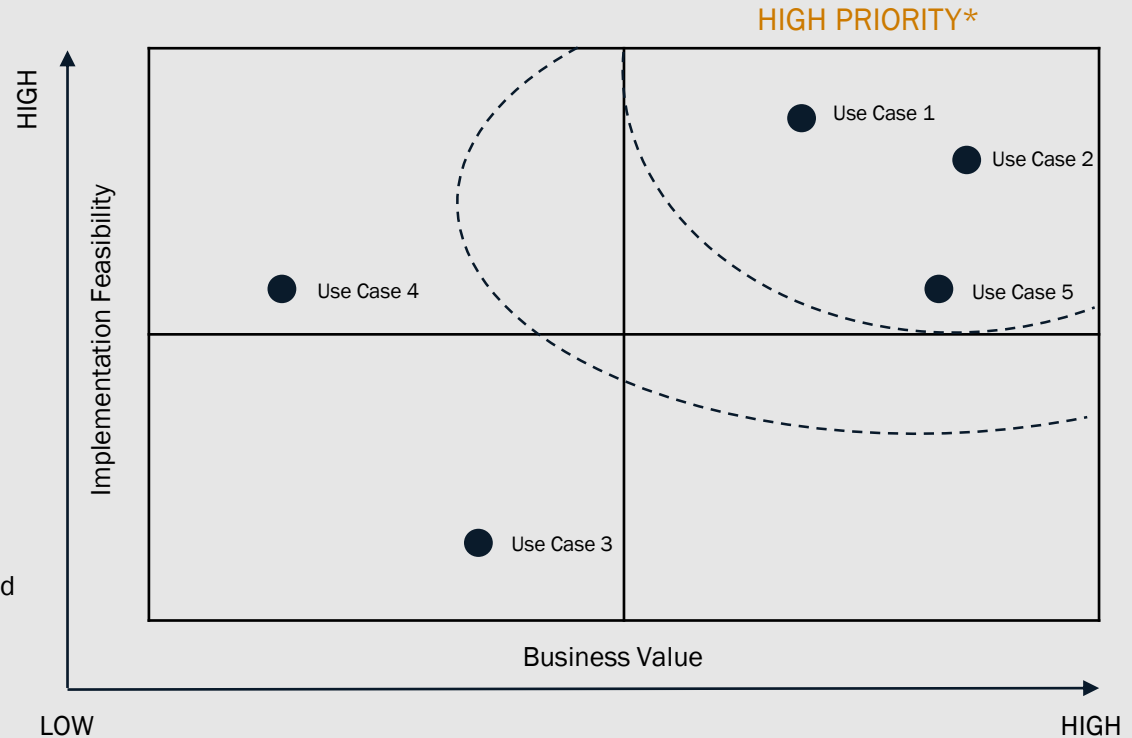 HIGH PRIORITY*
HIGH
Implementation Feasibility
Use Case 1
Use Case 2
Use Case 4
Use Case 5
Use Case 3
d
Business Value
LOW
HIGH